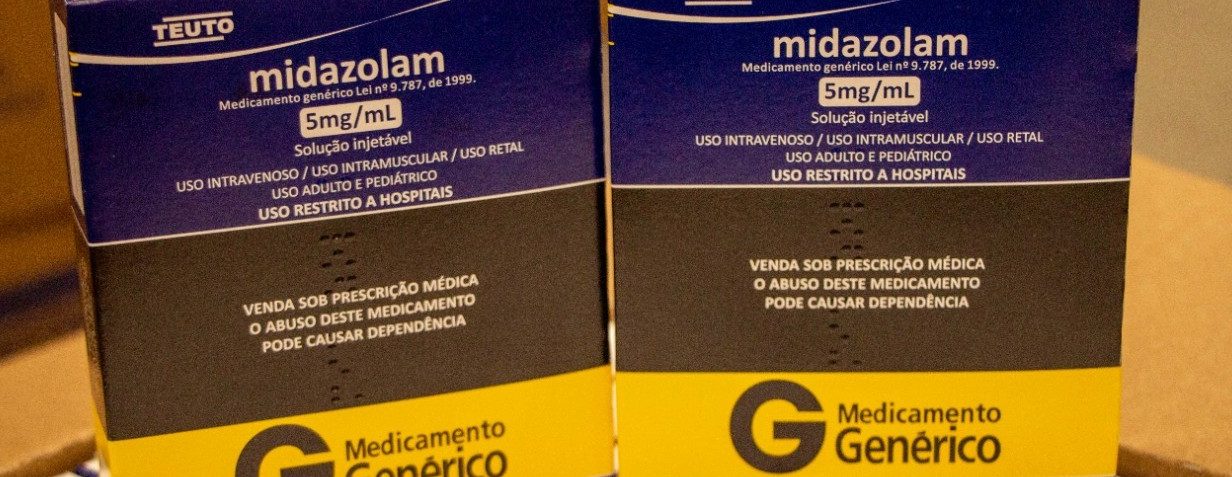 TEUTO
midazolam
Medicamento genérico Lei nº 9.787, de 1999.
5mg/mL
Solução injetável
USO INTRAVENOSO / USO INTRAMUSCULAR / USO RETAL
USO ADULTO E PEDIÁTRICO
USO RESTRITO A HOSPITAIS
VENDA SOB PRESCRIÇÃO MÉDICA
O ABUSO DESTE MEDICAMENTO
PODE CAUSAR DEPENDÊNCIA
G Medicamento
Genérico
midazolam
Medicamento genérico Lei nº 9.787, de 1999.
5mg/mL
Solução injetável
USO INTRAVENOSO / USO INTRAMUSCULAR / USO RETAL
USO ADULTO E PEDIÁTRICO
USO RESTRITO A HOSPITAIS
VENDA SOB PRESCRIÇÃO MÉDICA
O ABUSO DESTE MEDICAMENTO
PODE CAUSAR DEPENDÊNCIA
G Medicamento
Genérico